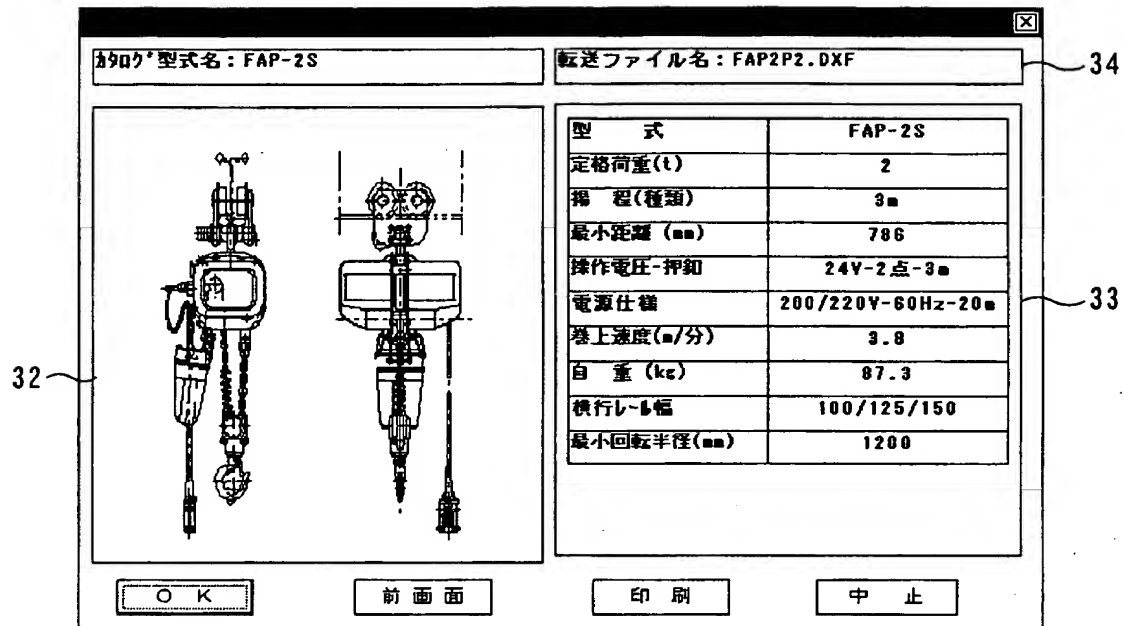 カタログ型式名：FAP-2S
転送ファイル名：FAP2P2.DXF
34
型 式 FAP-2S
定格荷重(t) 2
揚 程(種類) 3m
最小距離 (mm) 786
操作電圧-押釦 24V-2点-3m
電源仕様 200/220V-60Hz-20m
33
巻上速度(m/分) 3.8
32
自 重 (kg) 87.3
横行レール幅 100/125/150
最小回転半径(mm) 1200
OK
前画面
印刷
中止